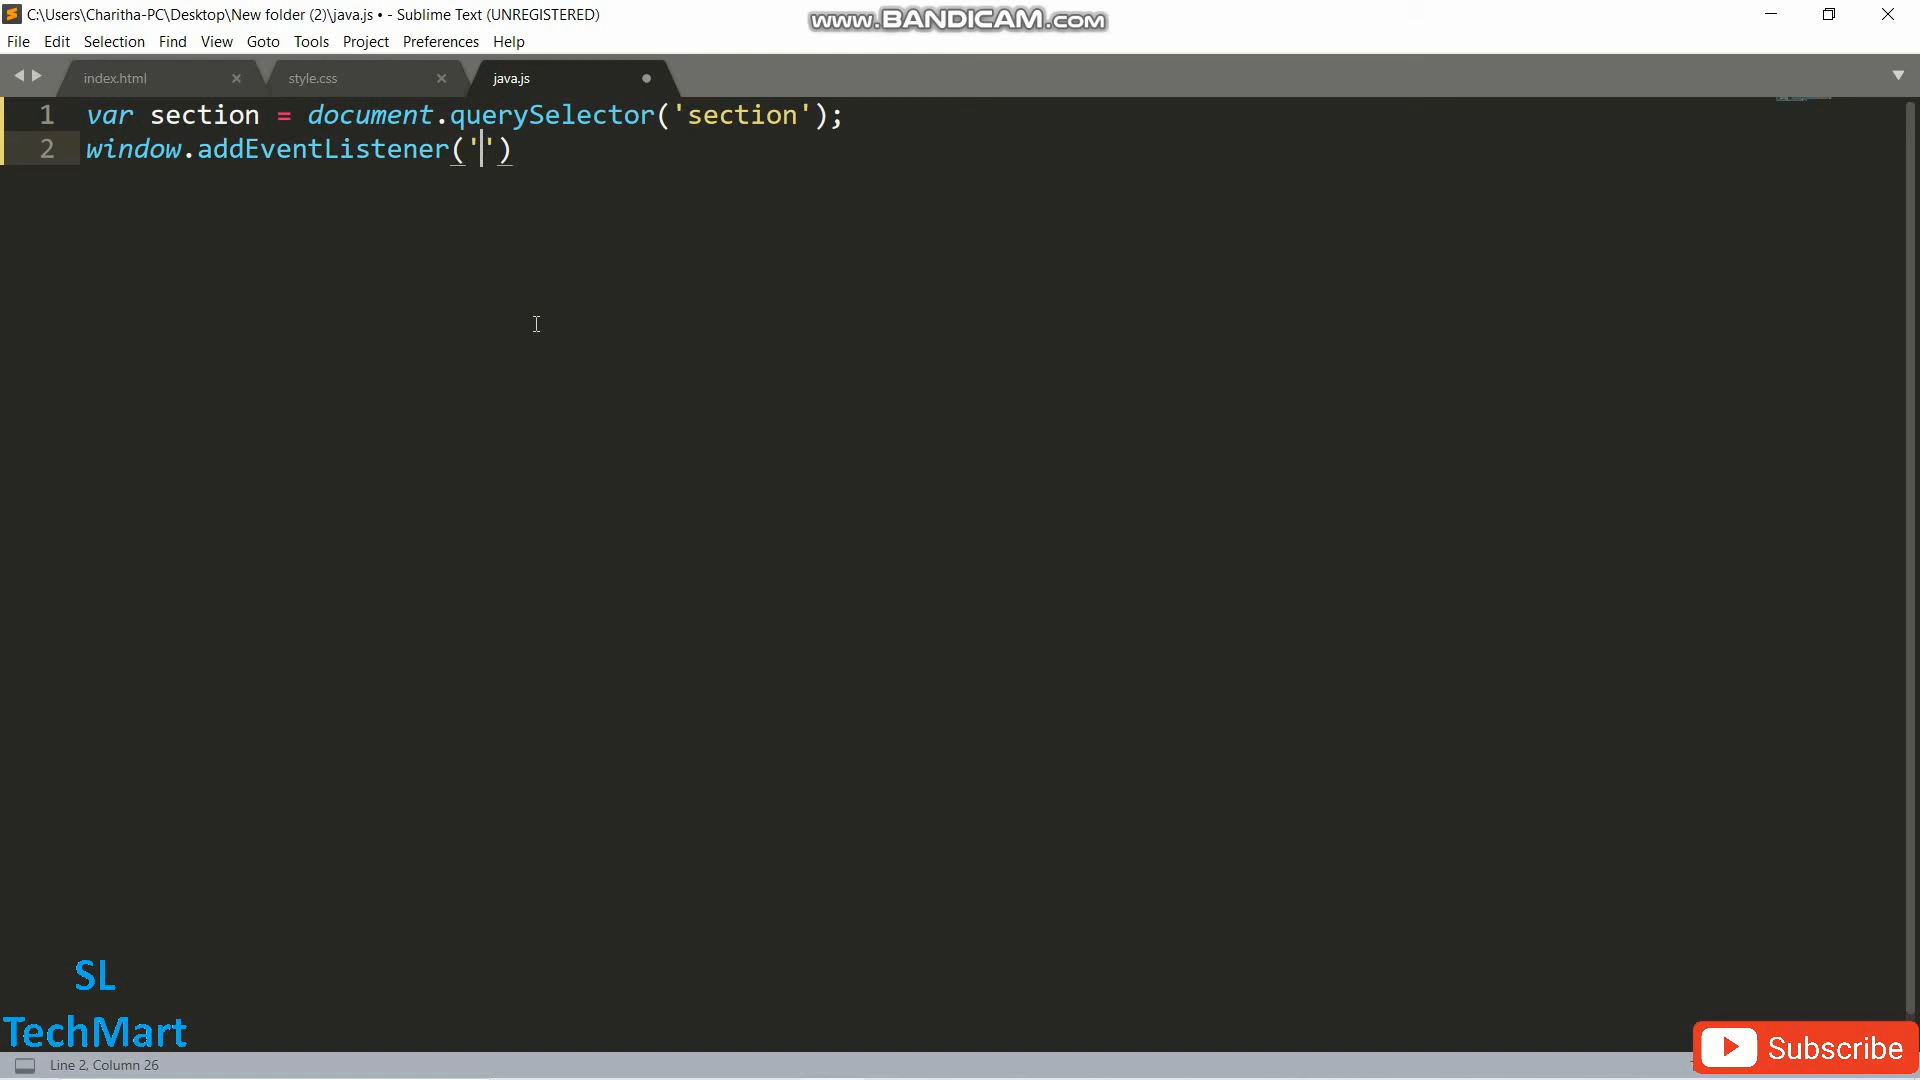 C:\Users\Charitha-PC\Desktop\New folder (2)\java.js • - Sublime Text (UNREGISTERED)
www.BANDICAM.com
File Edit Selection Find View Goto Tools Project Preferences Help
index.html style.css java.js
1 var section = document.querySelector('section');
2 window.addEventListener('')
SL
TechMart
Line 2, Column 26
Subscribe